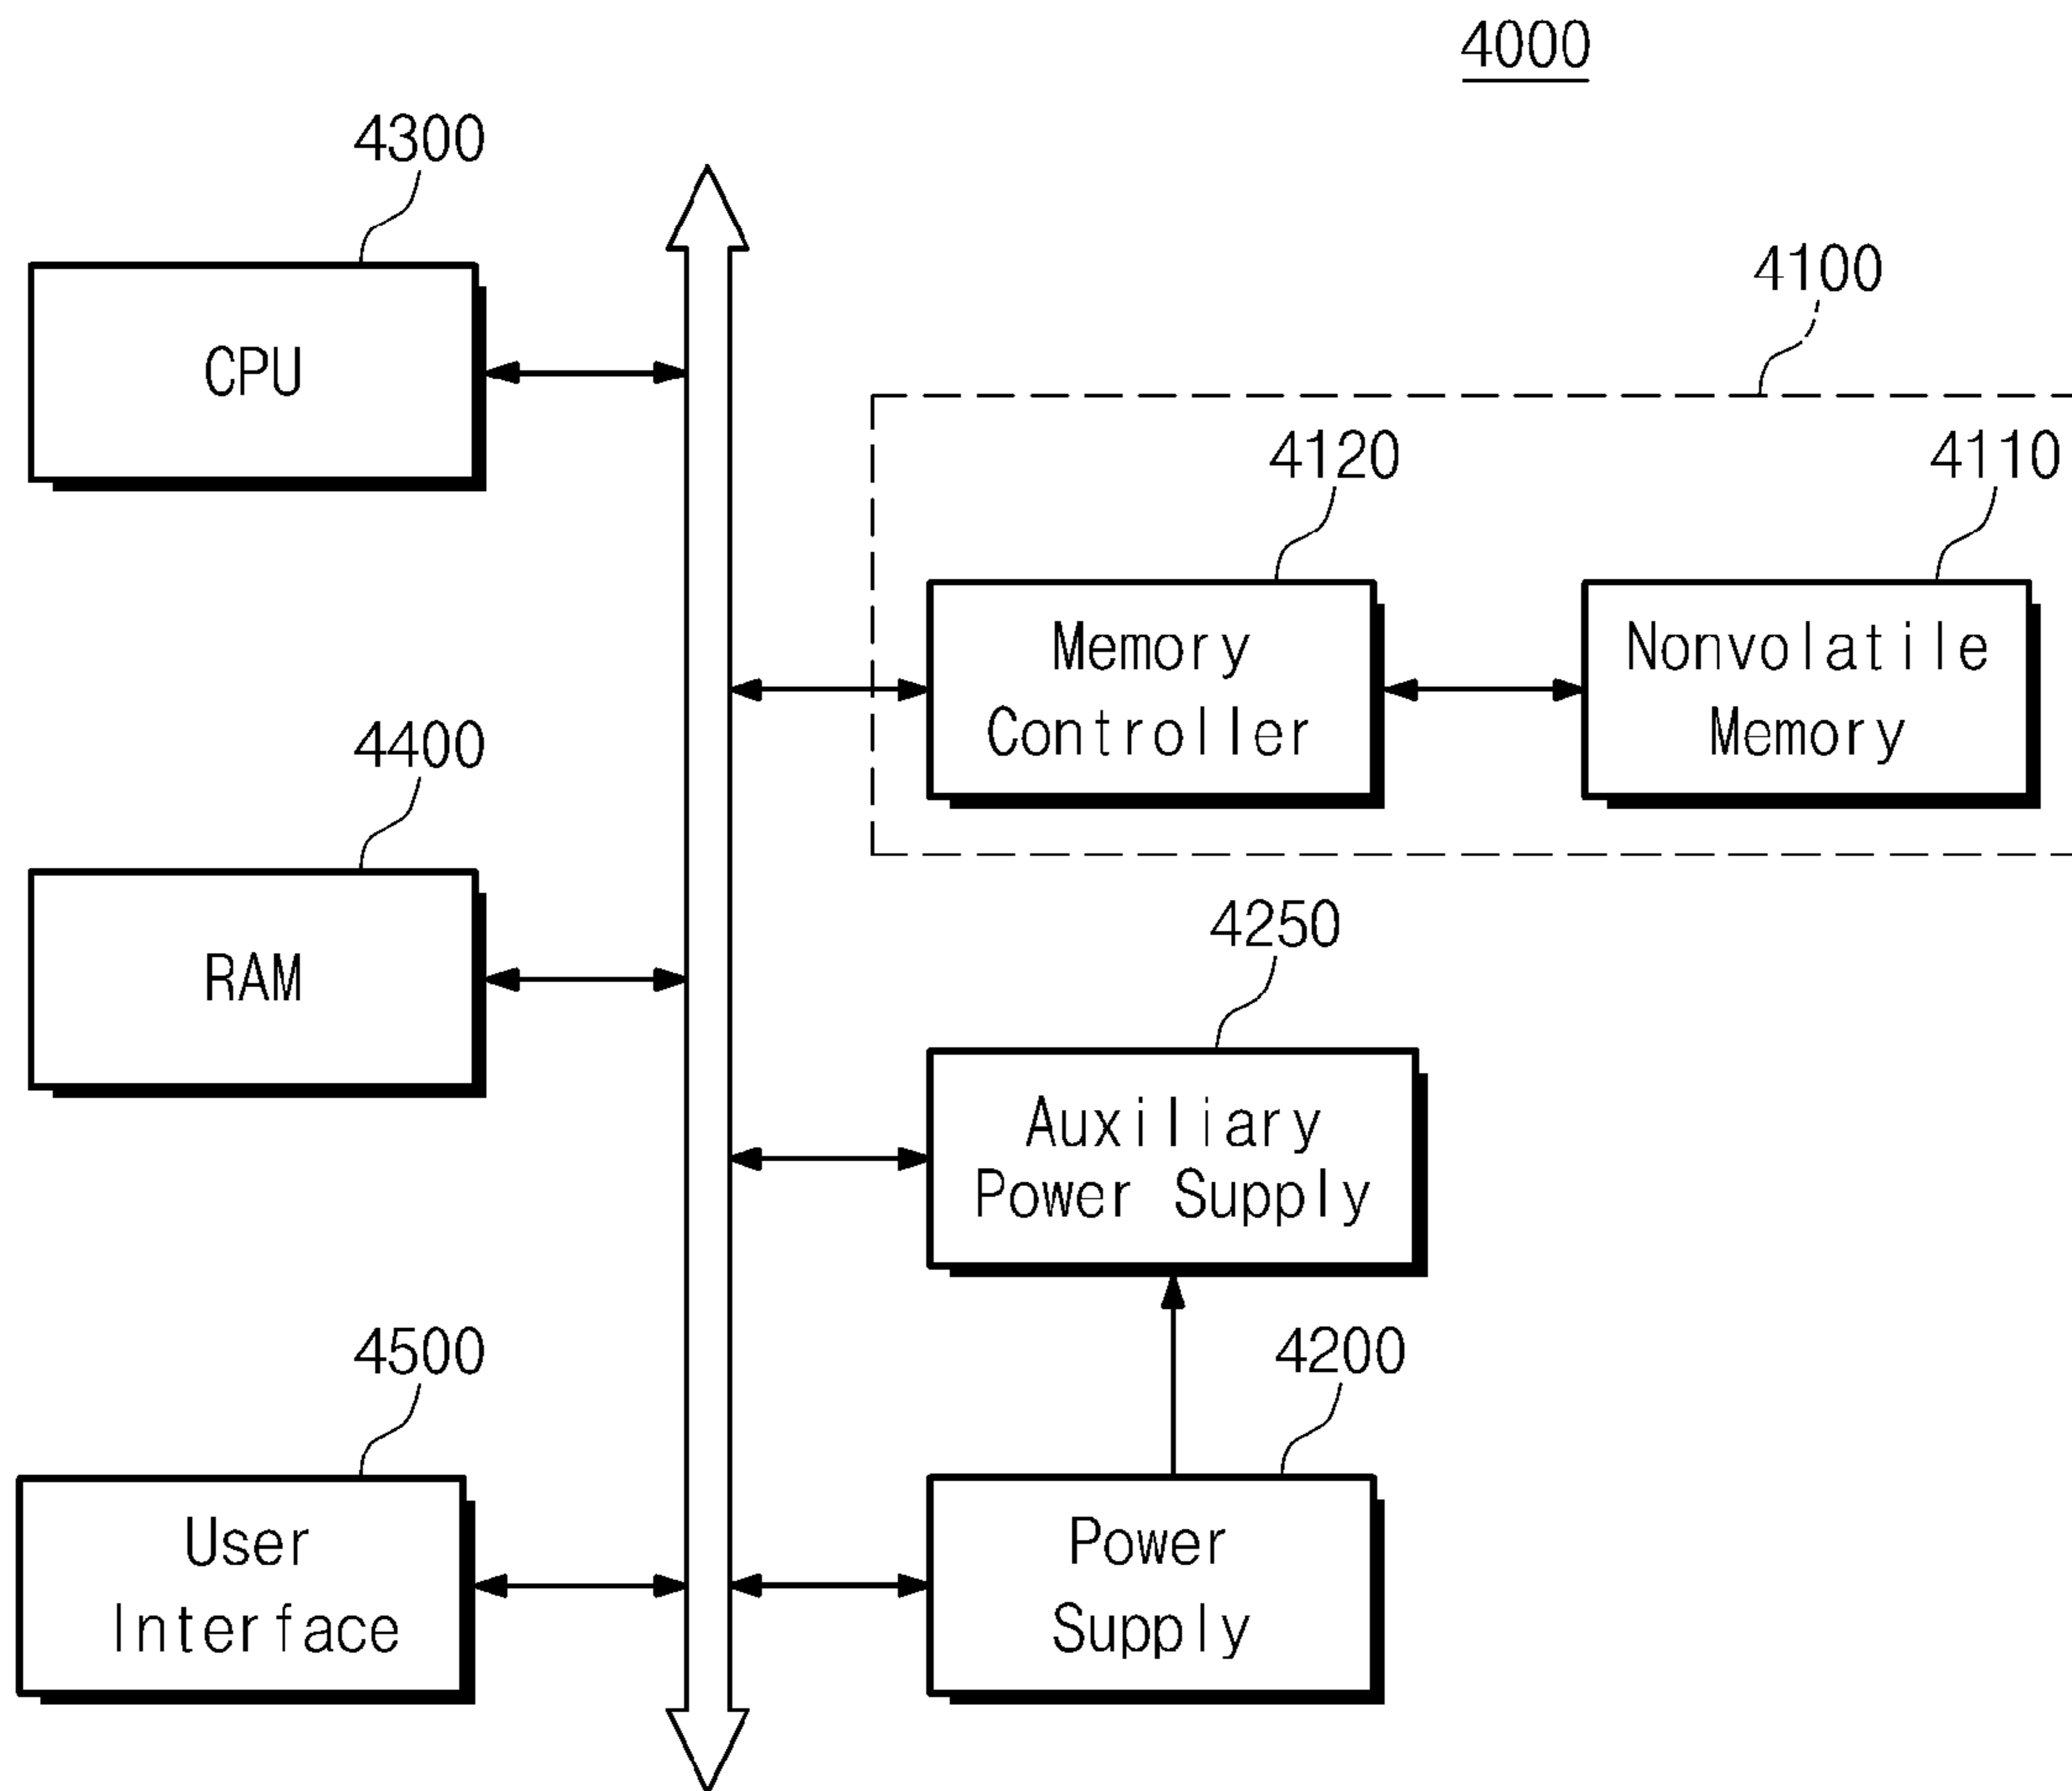 4000
4300
CPU
4100
4120
4110
Memory
Controller
Nonvolatile
Memory
4400
RAM
4250
Auxiliary
Power Supply
4500
User
Interface
4200
Power
Supply